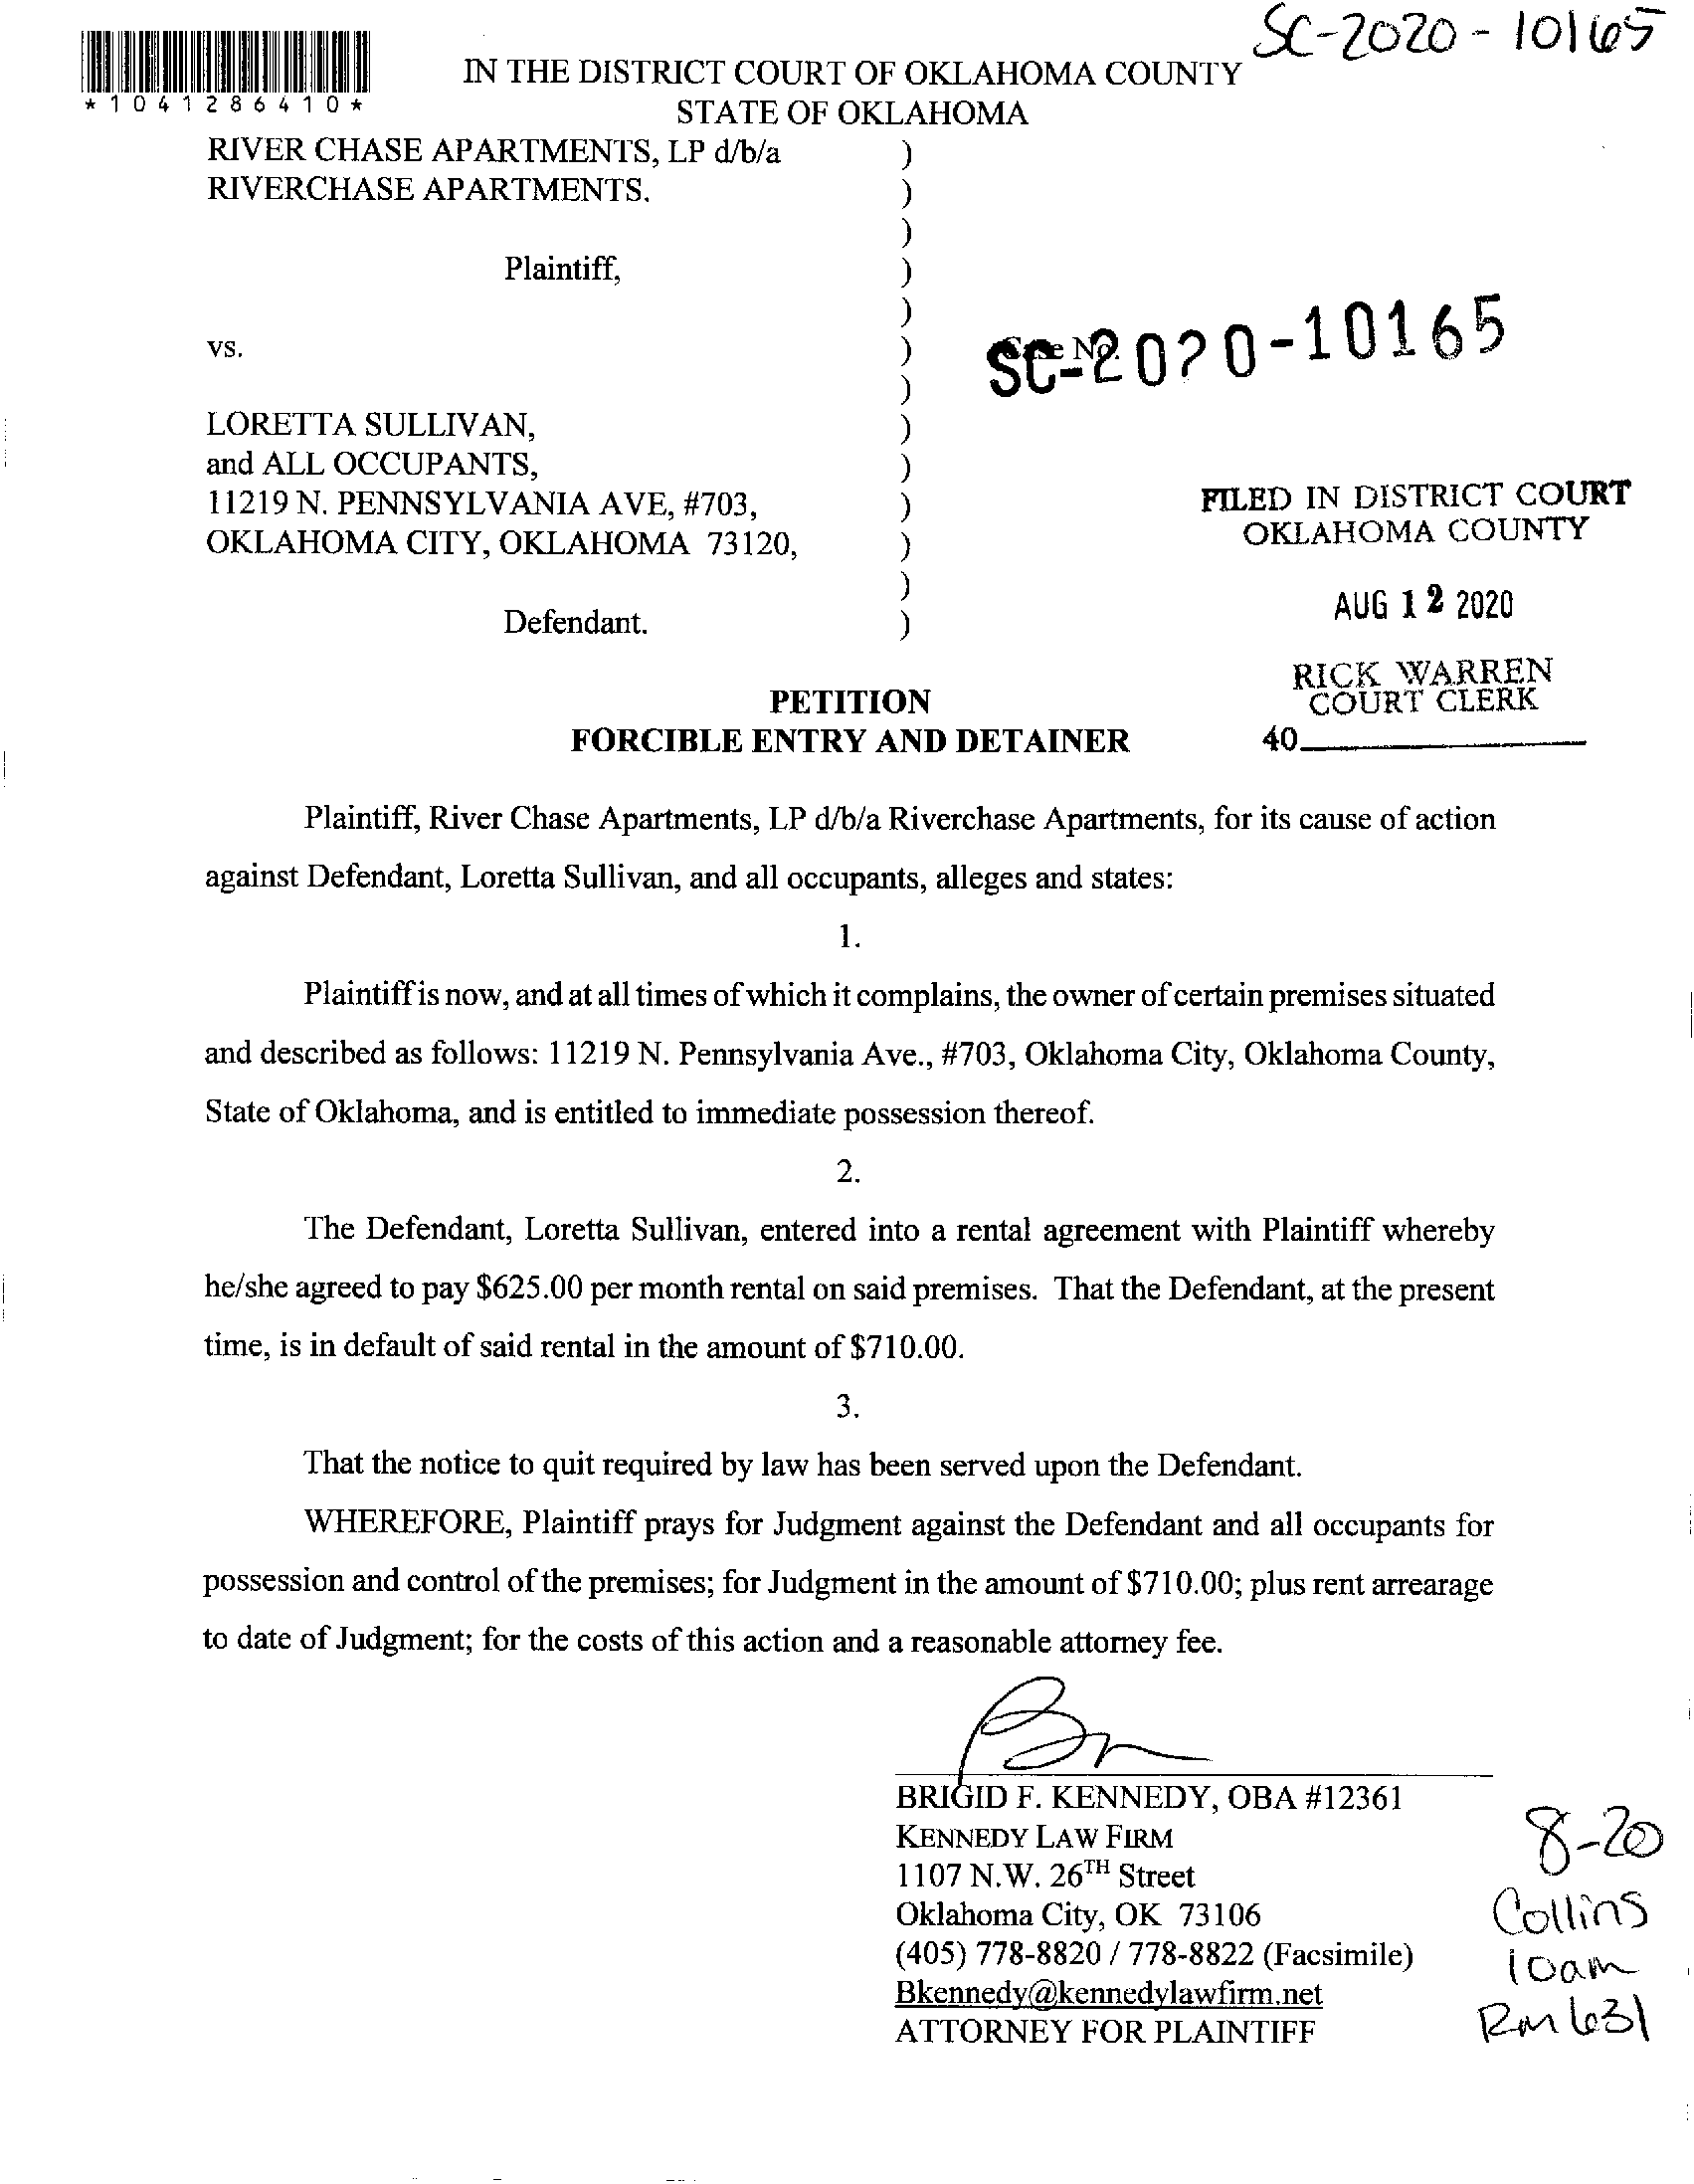 SC-2020-10165
*1041286410*
IN THE DISTRICT COURT OF OKLAHOMA COUNTY
STATE OF OKLAHOMA
RIVER CHASE APARTMENTS, LP d/b/a )
RIVERCHASE APARTMENTS. )
)
Plaintiff, )
)
vs. )
Case No.
SC-2020-10165
)
LORETTA SULLIVAN, )
and ALL OCCUPANTS, )
11219 N. PENNSYLVANIA AVE, #703, )
OKLAHOMA CITY, OKLAHOMA 73120, )
)
Defendant. )
FILED IN DISTRICT COURT
OKLAHOMA COUNTY
AUG 12 2020
RICK WARREN
COURT CLERK
40
PETITION
FORCIBLE ENTRY AND DETAINER
Plaintiff, River Chase Apartments, LP d/b/a Riverchase Apartments, for its cause of action
against Defendant, Loretta Sullivan, and all occupants, alleges and states:
1.
Plaintiff is now, and at all times of which it complains, the owner of certain premises situated
and described as follows: 11219 N. Pennsylvania Ave., #703, Oklahoma City, Oklahoma County,
State of Oklahoma, and is entitled to immediate possession thereof.
2.
The Defendant, Loretta Sullivan, entered into a rental agreement with Plaintiff whereby
he/she agreed to pay $625.00 per month rental on said premises. That the Defendant, at the present
time, is in default of said rental in the amount of $710.00.
3.
That the notice to quit required by law has been served upon the Defendant.
WHEREFORE, Plaintiff prays for Judgment against the Defendant and all occupants for
possession and control of the premises; for Judgment in the amount of $710.00; plus rent arrearage
to date of Judgment; for the costs of this action and a reasonable attorney fee.
BRIGID F. KENNEDY, OBA #12361
KENNEDY LAW FIRM
1107 N.W. 26TH Street
Oklahoma City, OK 73106
(405) 778-8820 / 778-8822 (Facsimile)
Bkennedy@kennedylawfirm.net
ATTORNEY FOR PLAINTIFF
8-20
Collins
10am
Rm 631